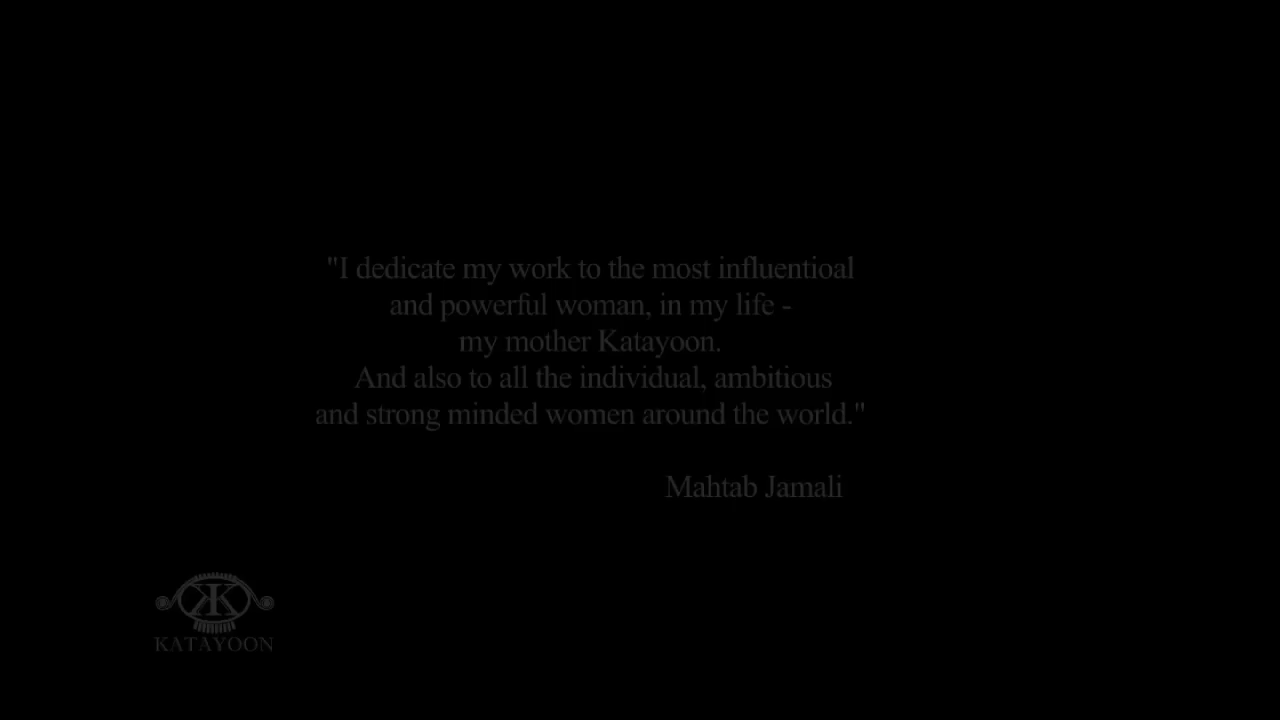 "I dedicate my work to the most influentioal
and powerful woman, in my life -
my mother Katayoon.
And also to all the individual, ambitious
and strong minded women around the world."
Mahtab Jamali
KATAYOON